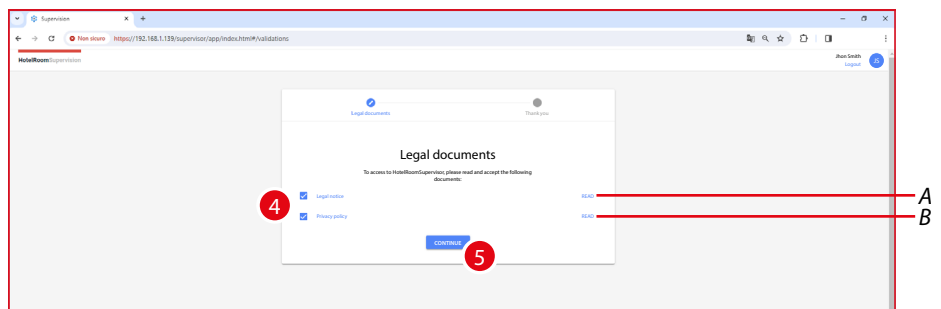 Supervision
Non sicuro https://192.168.1.139/supervisor/app/index.html#/validations
HotelRoomSupervision
Jhon Smith
Logout
JS
Legal documents
Thank you
Legal documents
To access to HotelRoomSupervisor, please read and accept the following
documents:
4
Legal notice
READ
A
Privacy policy
READ
B
CONTINUE
5